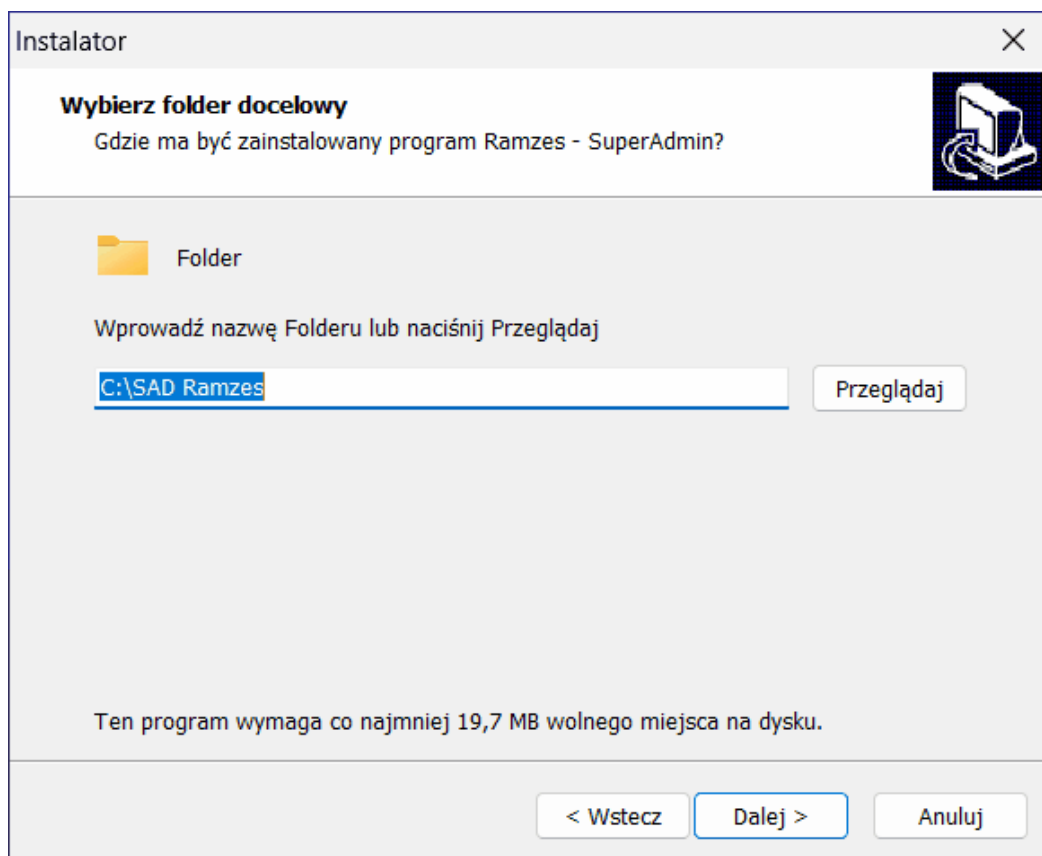 Instalator
Wybierz folder docelowy
Gdzie ma być zainstalowany program Ramzes - SuperAdmin?
Folder
Wprowadź nazwę Folderu lub naciśnij Przeglądaj
C:\SAD Ramzes
Przeglądaj
Ten program wymaga co najmniej 19,7 MB wolnego miejsca na dysku.
< Wstecz
Dalej >
Anuluj